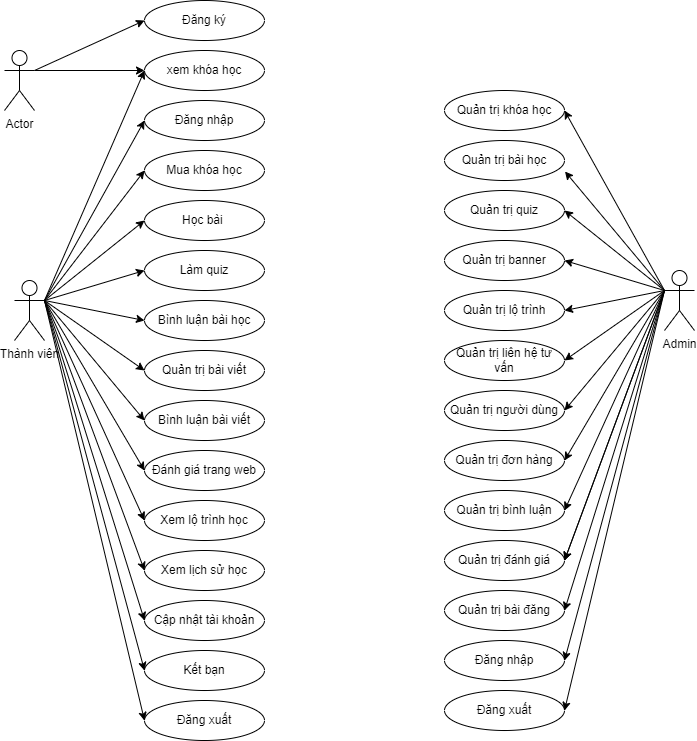 Đăng ký
xem khóa học
Actor
Đăng nhập
Mua khóa học
Học bài
Làm quiz
Bình luận bài học
Thành viên
Quản trị bài viết
Bình luận bài viết
Đánh giá trang web
Xem lộ trình học
Xem lịch sử học
Cập nhật tài khoản
Kết bạn
Đăng xuất
Quản trị khóa học
Quản trị bài học
Quản trị quiz
Quản trị banner
Quản trị lộ trình
Quản trị liên hệ tư
vấn
Quản trị người dùng
Quản trị đơn hàng
Quản trị bình luận
Quản trị đánh giá
Quản trị bài đăng
Đăng nhập
Đăng xuất
Admin